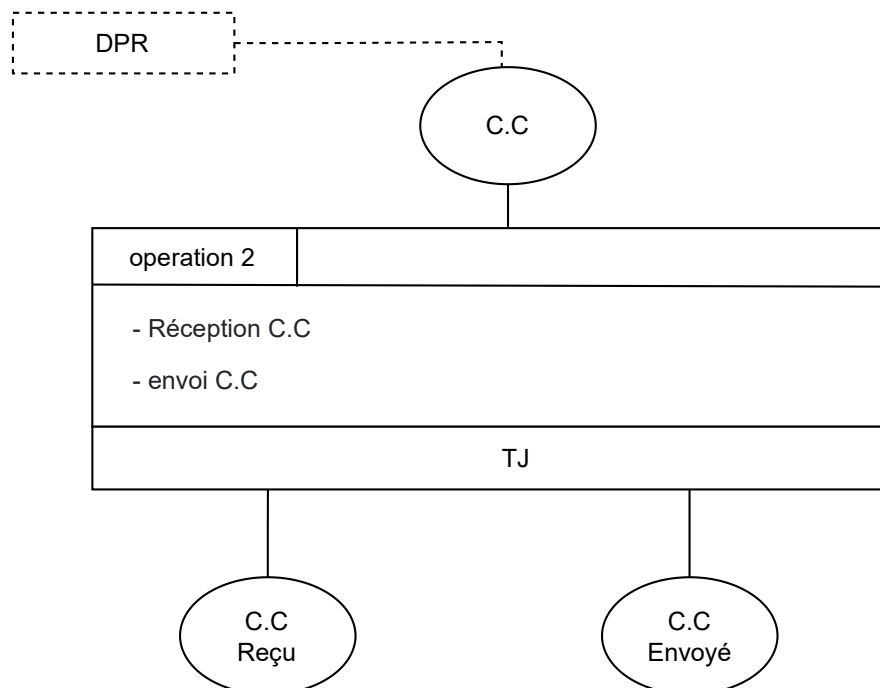 DPR
C.C
operation 2
- Réception C.C
- envoi C.C
TJ
C.C
Reçu
C.C
Envoyé